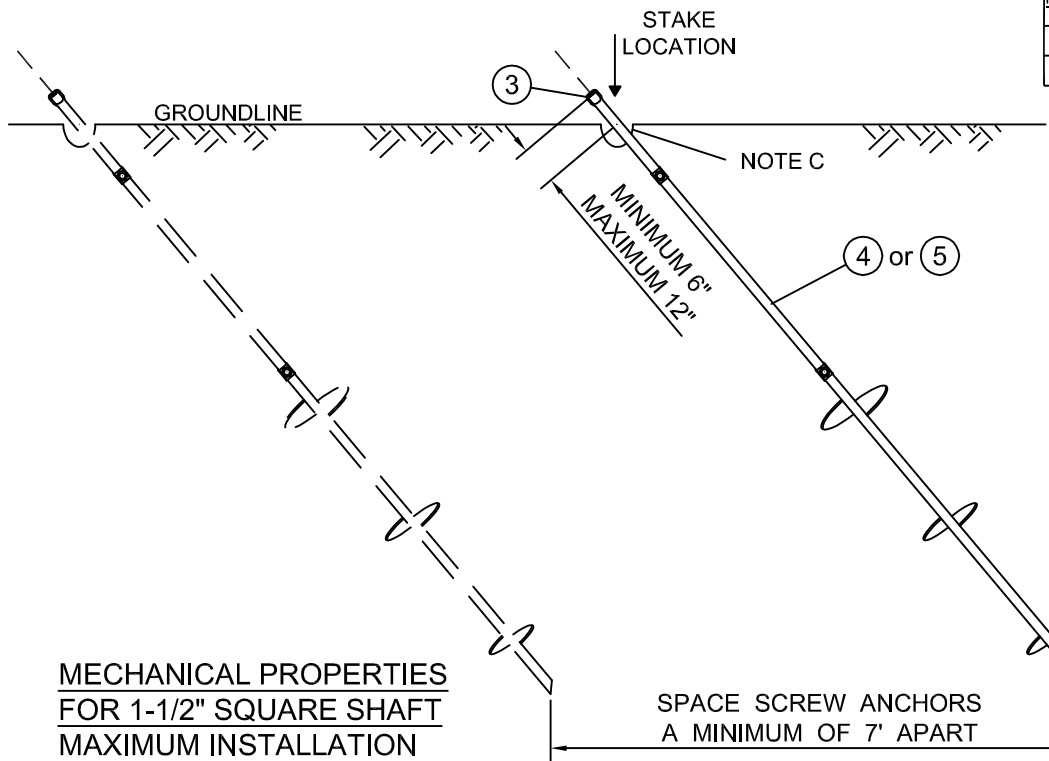 STAKE
LOCATION
3
GROUNDLINE
NOTE C
MINIMUM 6"
MAXIMUM 12"
4 or 5
MECHANICAL PROPERTIES
FOR 1-1/2" SQUARE SHAFT
MAXIMUM INSTALLATION
SPACE SCREW ANCHORS
A MINIMUM OF 7' APART